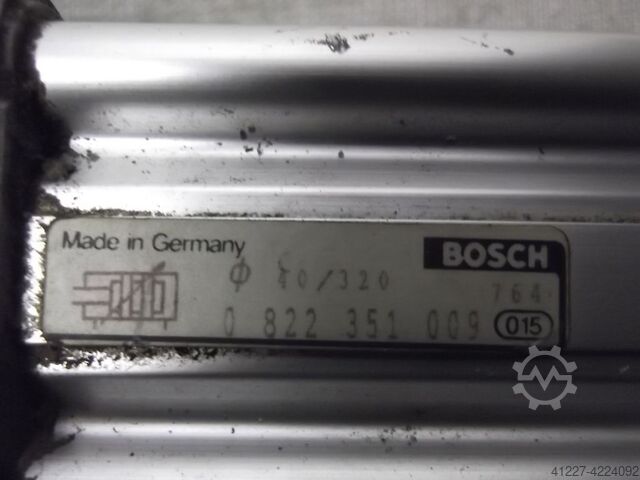 Made in Germany
BOSCH
ϕ 40/320
764
0 822 351 009
015
41227-4224092